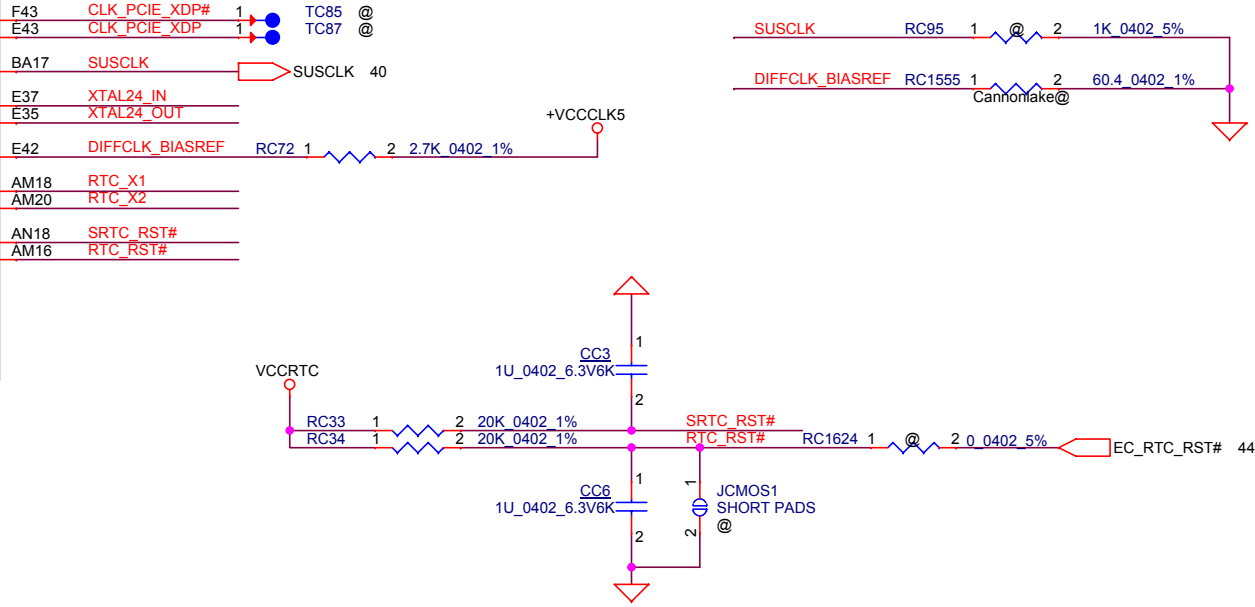 F43 CLK_PCIE_XDP# 1 TC85 @
E43 CLK_PCIE_XDP 1 TC87 @
SUSCLK RC95 1 @ 2 1K_0402_5%
BA17 SUSCLK SUSCLK 40
DIFFCLK_BIASREF RC1555 1 2 60.4_0402_1%
Cannonlake@
E37 XTAL24_IN
E35 XTAL24_OUT
+VCCCLK5
E42 DIFFCLK_BIASREF RC72 1 2 2.7K_0402_1%
AM18 RTC_X1
AM20 RTC_X2
AN18 SRTC_RST#
AM16 RTC_RST#
1
CC3
1U_0402_6.3V6K
VCCRTC
2
RC33 1 2 20K_0402_1% SRTC_RST#
RC34 1 2 20K_0402_1% RTC_RST# RC1624 1 @ 2 0_0402_5%
EC_RTC_RST# 44
1 1
CC6 JCMOS1
1U_0402_6.3V6K SHORT PADS
@
2 2